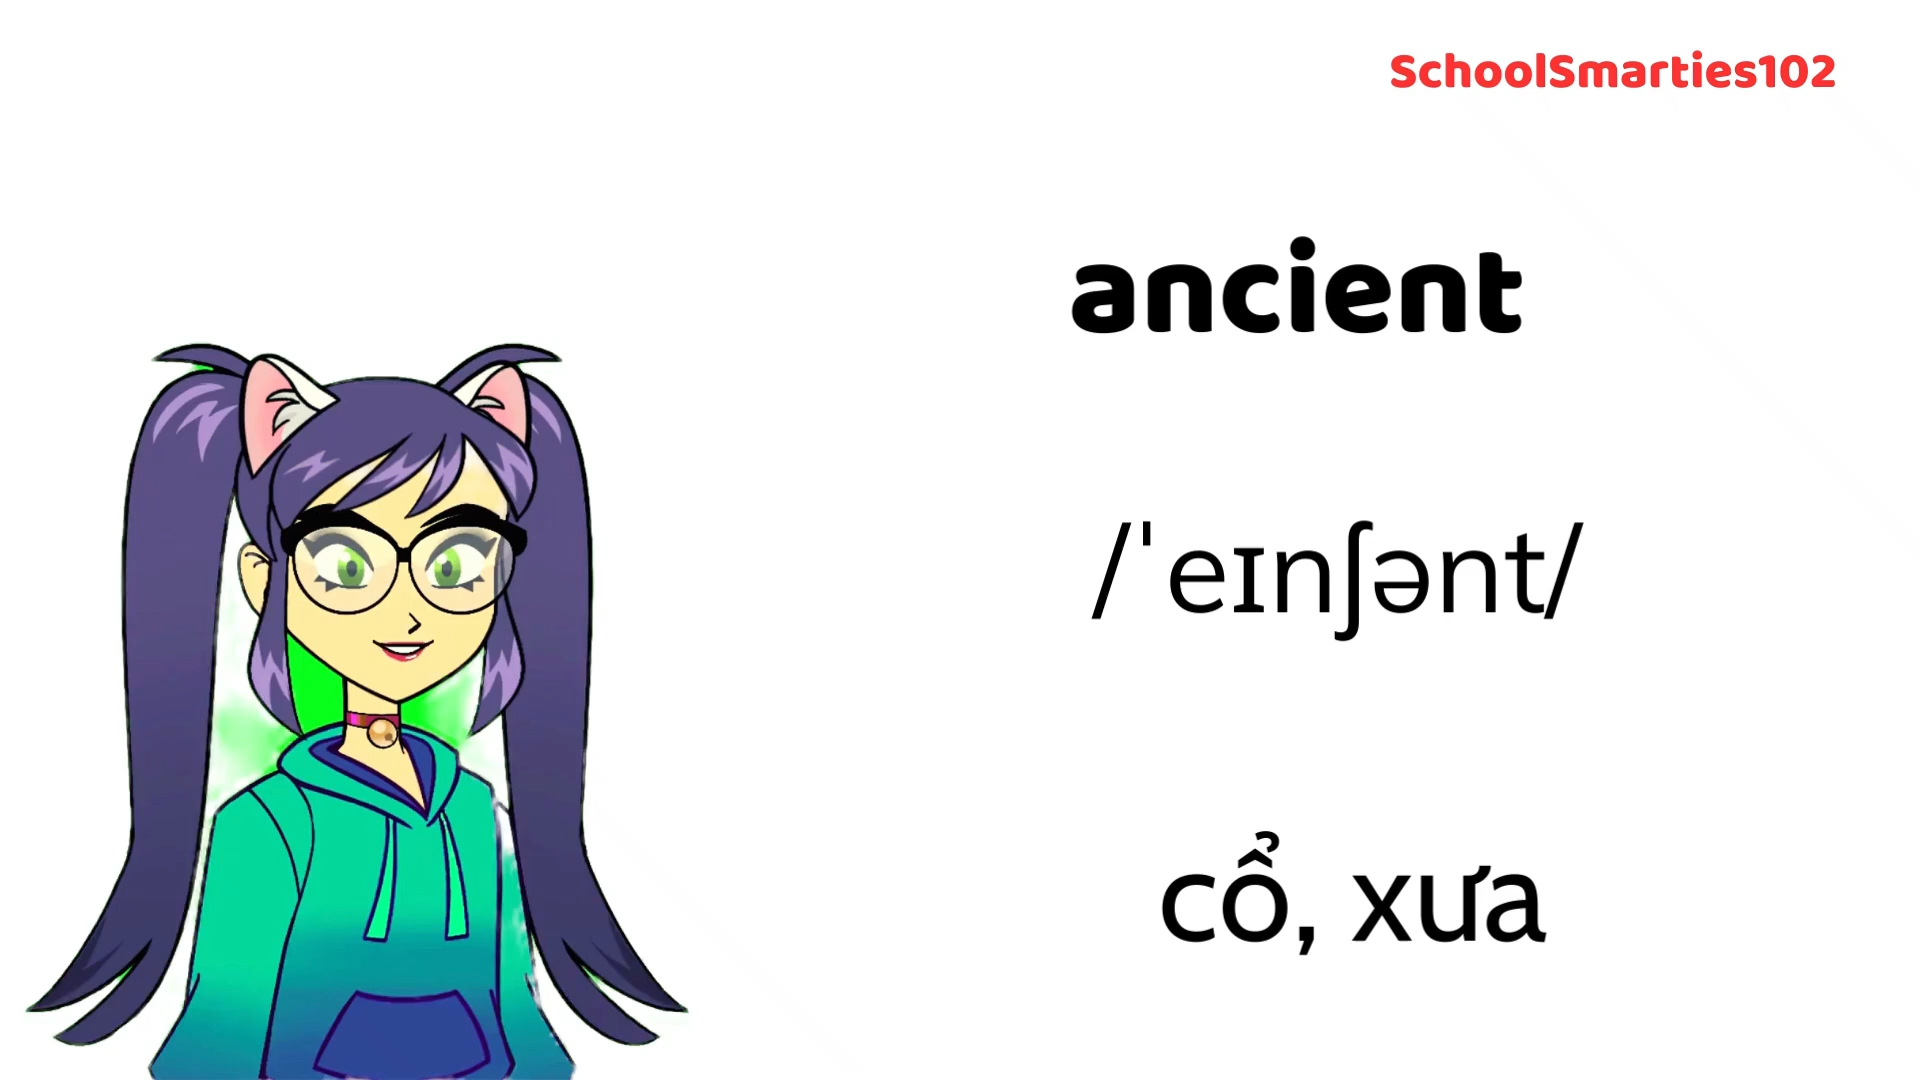 SchoolSmarties102
ancient
/ˈeɪnʃənt/
cổ, xưa